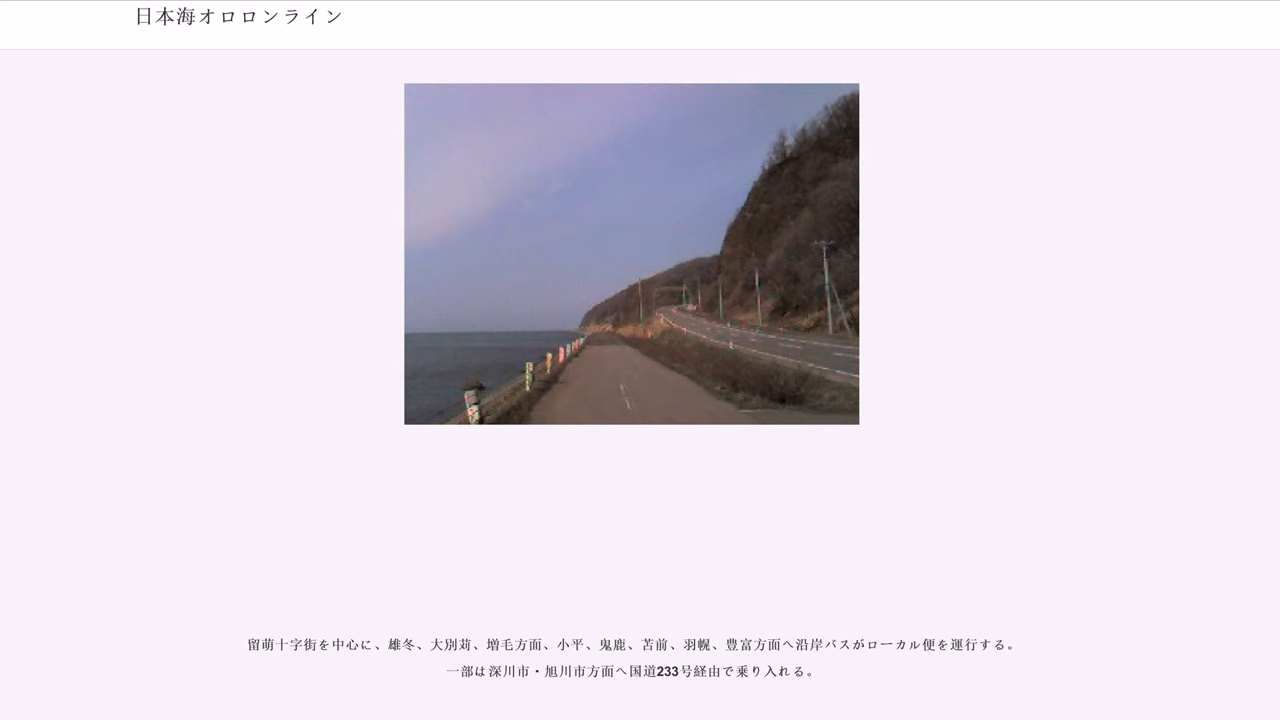 日本海オロロンライン
留萌十字街を中心に、雄冬、大別苅、増毛方面、小平、鬼鹿、苫前、羽幌、豊富方面へ沿岸バスがローカル便を運行する。
一部は深川市・旭川市方面へ国道233号経由で乗り入れる。